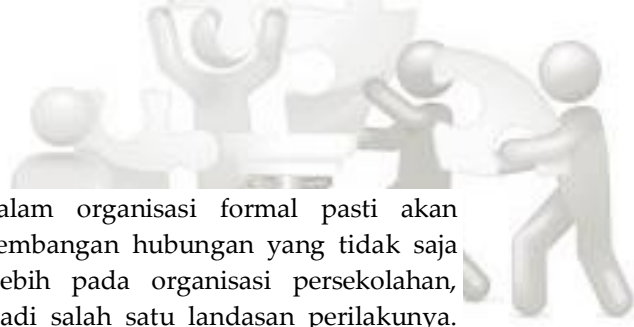 alam organisasi formal pasti akan
embangan hubungan yang tidak saja
ebih pada organisasi persekolahan,
adi salah satu landasan perilakunya.